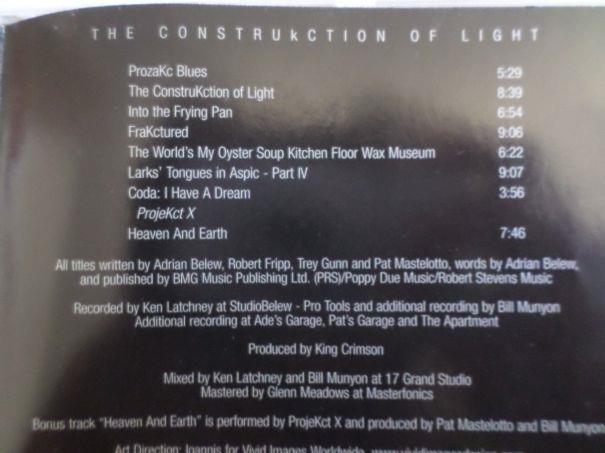 THE CONSTRUkCTION OF LIGHT
ProzaKc Blues 5:29
The ConstruKction of Light 8:39
Into the Frying Pan 6:54
FraKctured 9:06
The World's My Oyster Soup Kitchen Floor Wax Museum 6:22
Larks' Tongues in Aspic - Part IV 9:07
Coda: I Have A Dream 3:56
ProjeKct X
Heaven And Earth 7:46
All titles written by Adrian Belew, Robert Fripp, Trey Gunn and Pat Mastelotto, words by Adrian Belew,
and published by BMG Music Publishing Ltd. (PRS)/Poppy Due Music/Robert Stevens Music
Recorded by Ken Latchney at StudioBelew - Pro Tools and additional recording by Bill Munyon
Additional recording at Ade's Garage, Pat's Garage and The Apartment
Produced by King Crimson
Mixed by Ken Latchney and Bill Munyon at 17 Grand Studio
Mastered by Glenn Meadows at Masterfonics
Bonus track "Heaven And Earth" is performed by ProjeKct X and produced by Pat Mastelotto and Bill Munyon
Art Direction: Ioannis for Vivid Images Worldwide